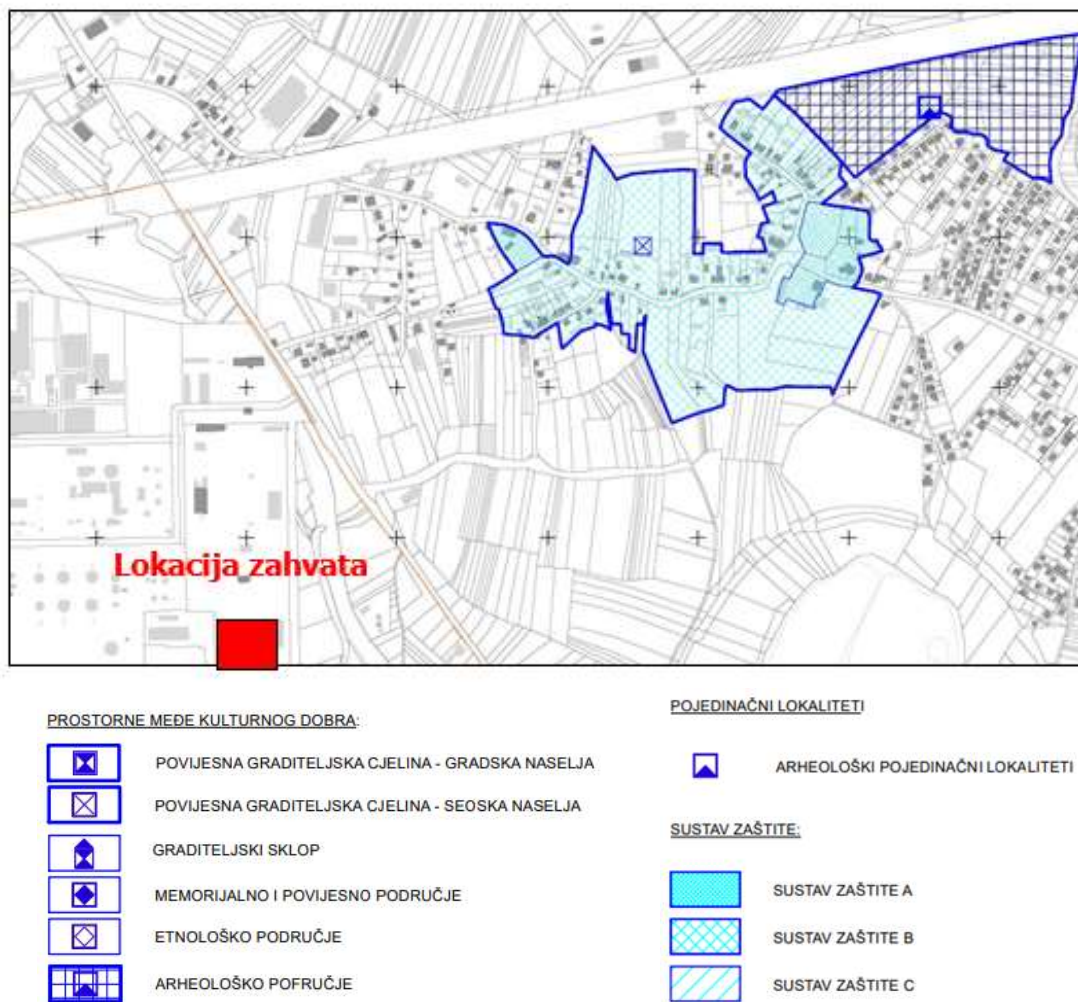 Lokacija zahvata
PROSTORNE MEĐE KULTURNOG DOBRA:
POVIJESNA GRADITELJSKA CJELINA - GRADSKA NASELJA
POVIJESNA GRADITELJSKA CJELINA - SEOSKA NASELJA
GRADITELJSKI SKLOP
MEMORIJALNO I POVIJESNO PODRUČJE
ETNOLOŠKO PODRUČJE
ARHEOLOŠKO POFRUČJE
POJEDINAČNI LOKALITETI
ARHEOLOŠKI POJEDINAČNI LOKALITETI
SUSTAV ZAŠTITE:
SUSTAV ZAŠTITE A
SUSTAV ZAŠTITE B
SUSTAV ZAŠTITE C